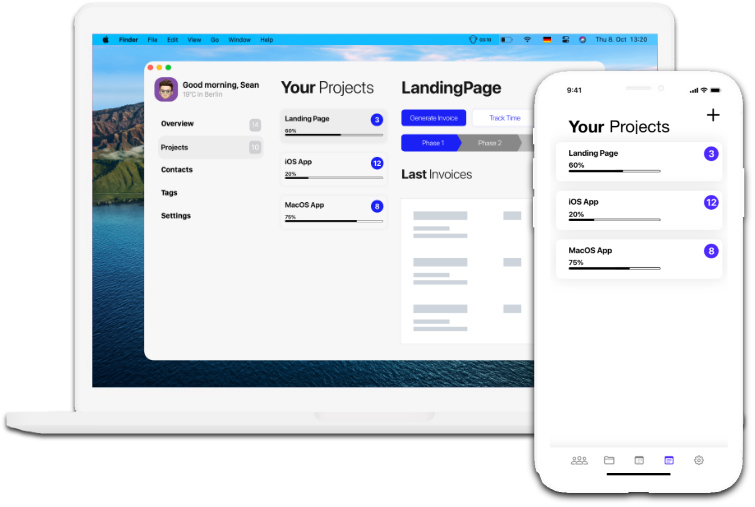 Finder File Edit View Go Window Help
Thu 8. Oct 13:20
Good morning, Sean
18°C in Berlin
Overview 14
Projects 10
Contacts
Tags
Settings
Your Projects
Landing Page 3
60%
iOS App 12
20%
MacOS App 8
75%
LandingPage
Generate Invoice Track Time
Phase 1 Phase 2
Last Invoices
9:41
Your Projects
Landing Page 3
60%
iOS App 12
20%
MacOS App 8
75%